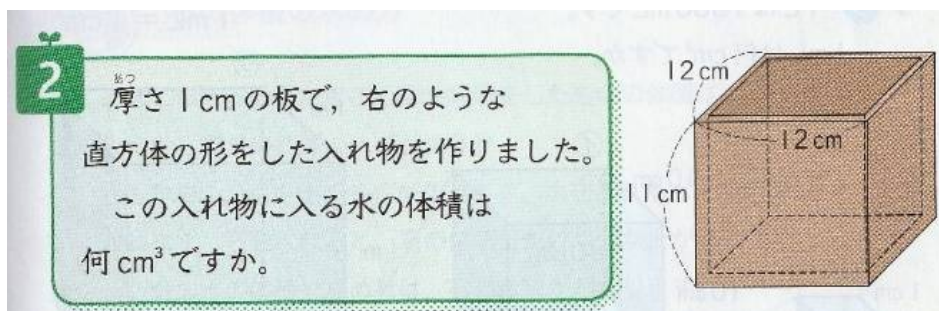 2
あつ
厚さ1cmの板で，右のような
直方体の形をした入れ物を作りました。
この入れ物に入る水の体積は
何cm³ですか。
12cm
12cm
11cm